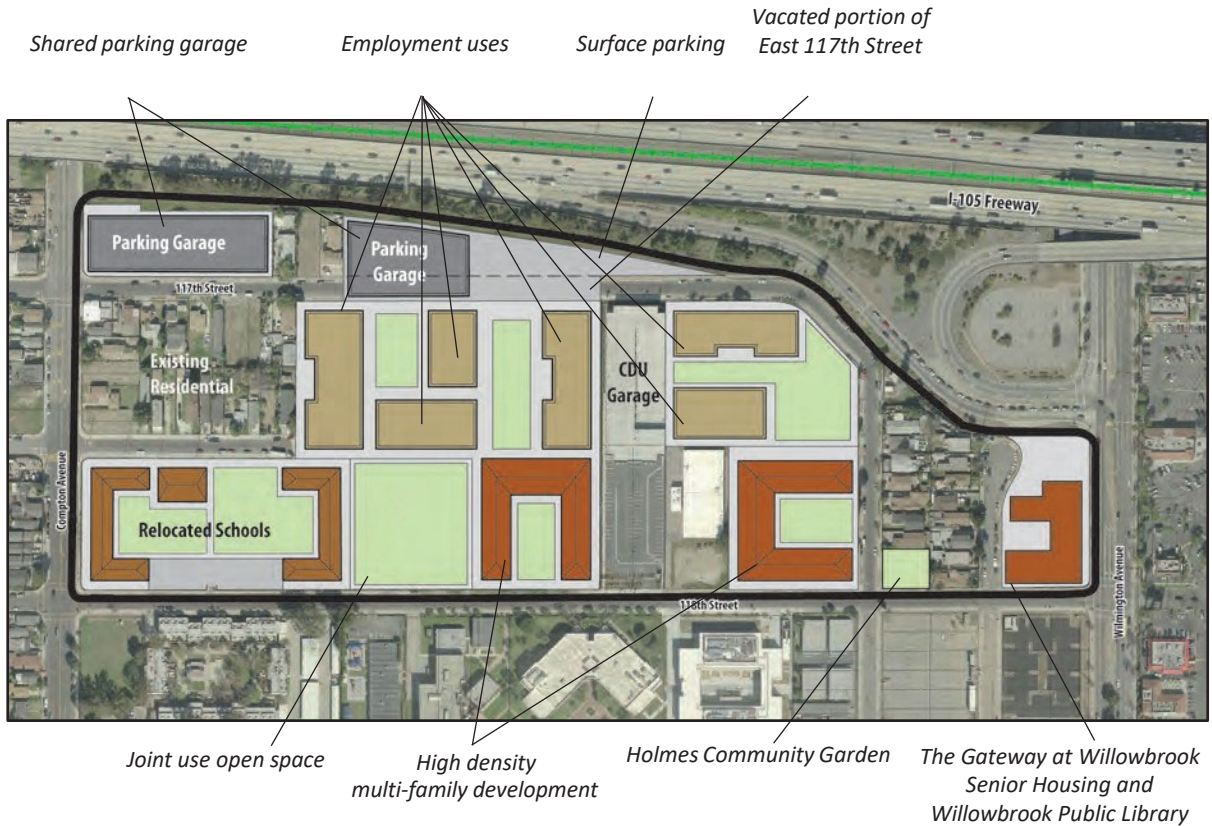 Shared parking garage
Employment uses
Surface parking
Vacated portion of
East 117th Street
I-105 Freeway
Parking Garage
Parking
Garage
117th Street
Existing
Residential
CDU
Garage
Compton Avenue
Relocated Schools
118th Street
Wilmington Avenue
Joint use open space
High density
multi-family development
Holmes Community Garden
The Gateway at Willowbrook
Senior Housing and
Willowbrook Public Library